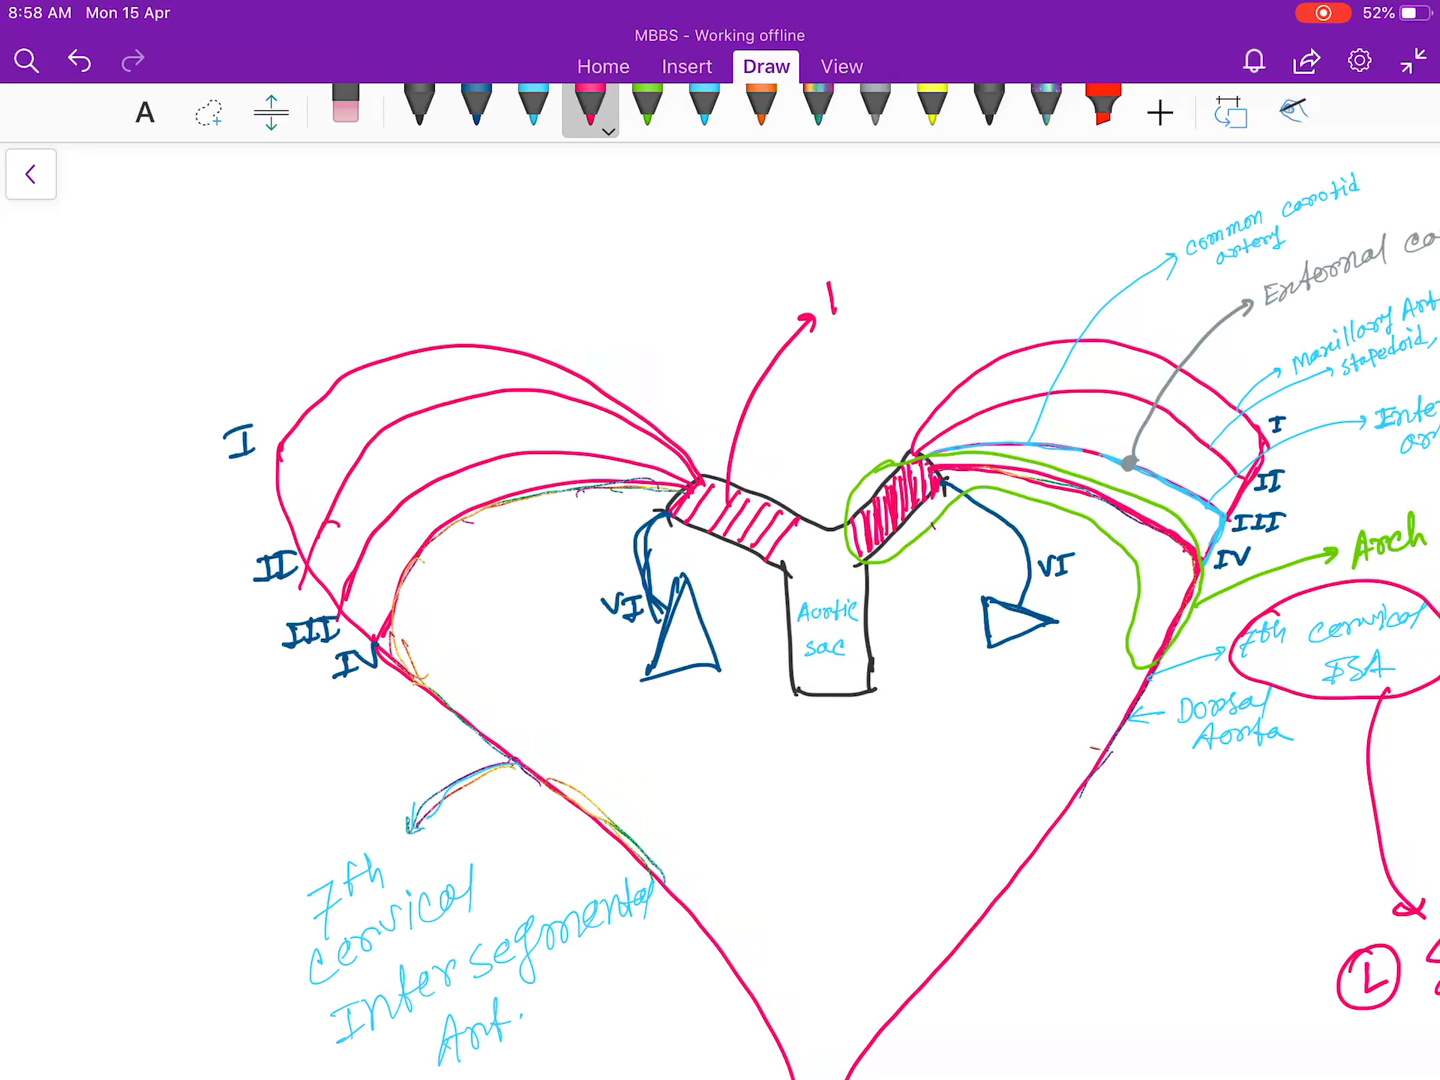 8:58 AM Mon 15 Apr
52%
MBBS - Working offline
Home Insert Draw View
A
common carotid
artery
External
Maxillary
stapedoid,
I
I
II
II
III
III
IV
IV
VI
VI
Arch
Aortic
sac
7th cervical
ISA
Dorsal
Aorta
7th
cervical
Intersegmental
Art.
L